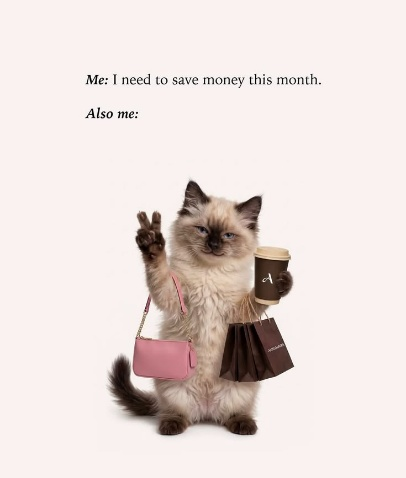 Me: I need to save money this month.
Also me:
A